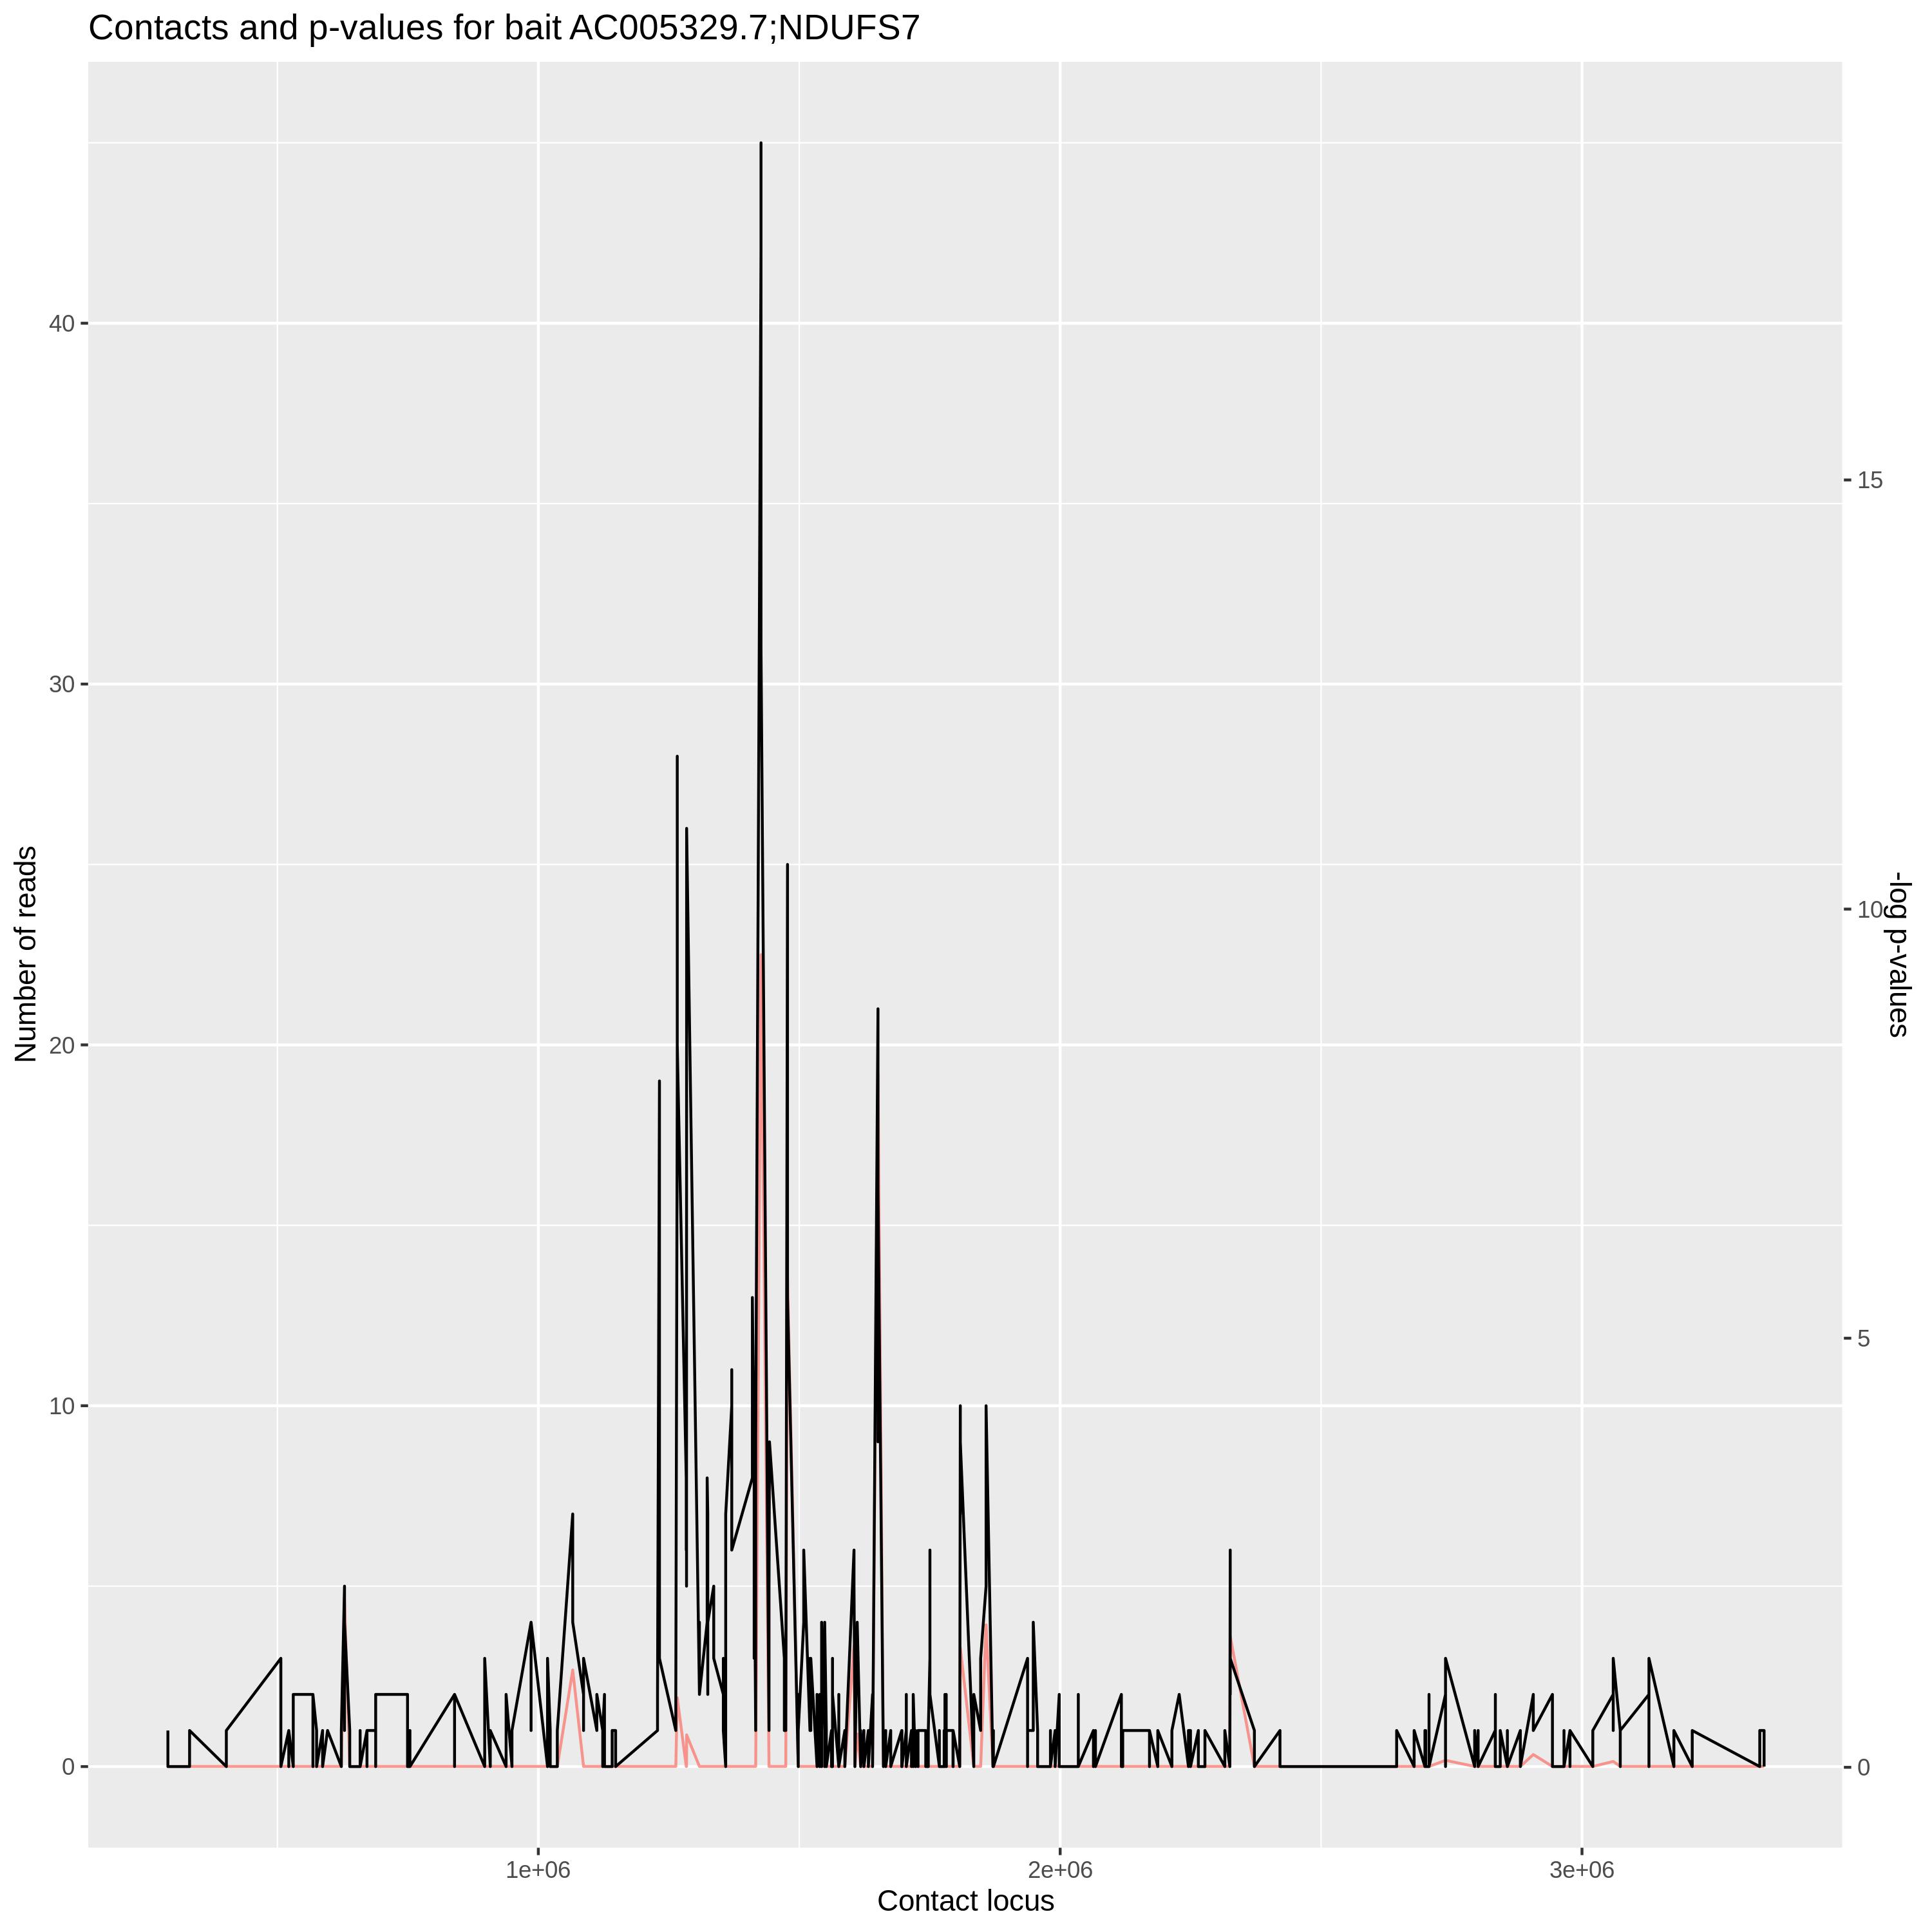 Contacts and p-values for bait AC005329.7;NDUFS7
40
30
20
10
0
Number of reads
15
10
5
0
-log p-values
1e+06
2e+06
3e+06
Contact locus